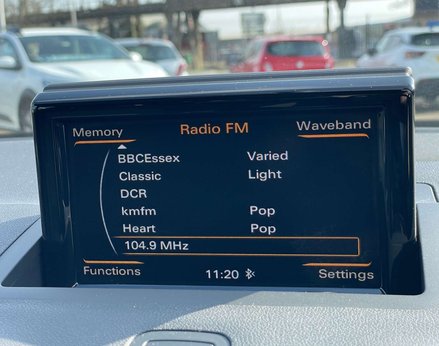 Memory Radio FM Waveband
BBCEssex Varied
Classic Light
DCR
kmfm Pop
Heart Pop
104.9 MHz
Functions 11:20 Settings